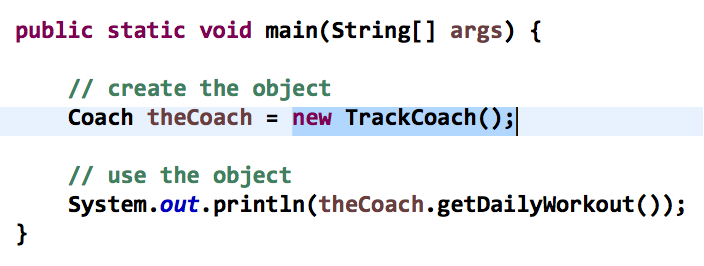 public static void main(String[] args) {
// create the object
Coach theCoach = new TrackCoach();
// use the object
System.out.println(theCoach.getDailyWorkout());
}